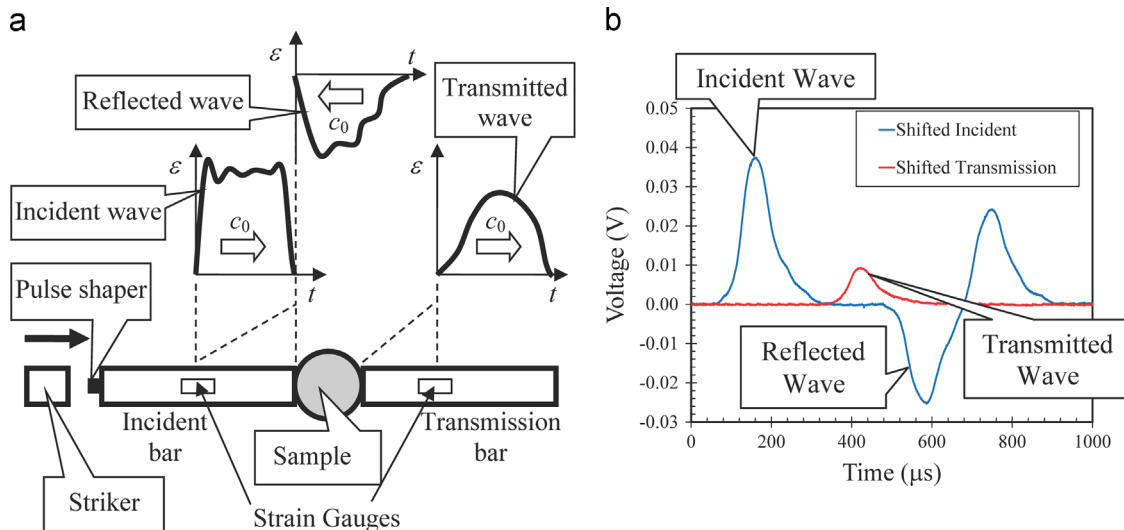 a
ε
t
Reflected wave
c0
Transmitted
wave
ε
ε
Incident wave
c0
c0
t
t
Pulse shaper
Incident
bar
Transmission
bar
Sample
Striker
Strain Gauges
b
Incident Wave
0.05
0.04
0.03
0.02
0.01
0.00
-0.01
-0.02
-0.03
Voltage (V)
Shifted Incident
Shifted Transmission
Reflected
Wave
Transmitted
Wave
0
200
400
600
800
1000
Time (μs)